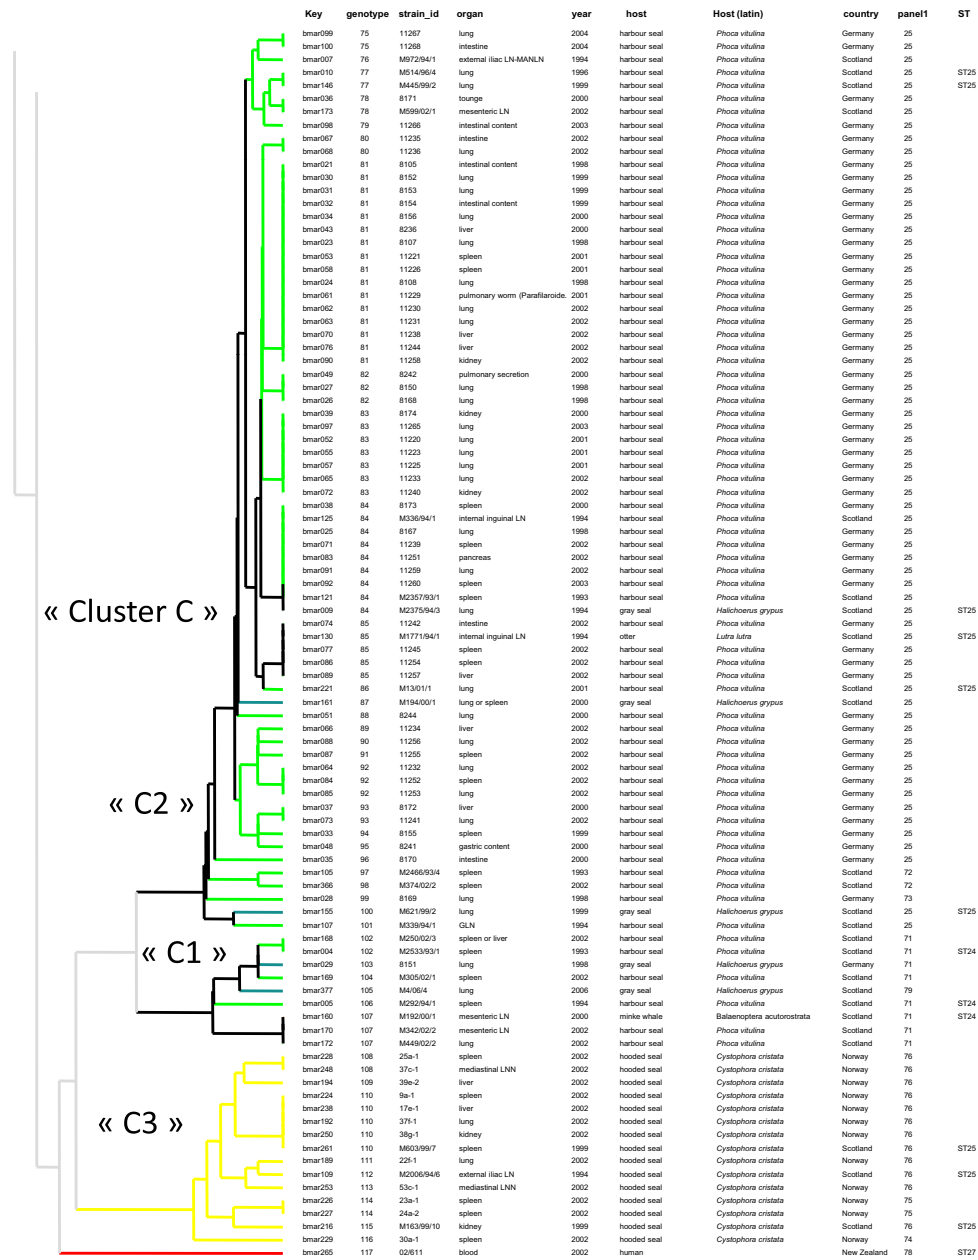 Key genotype strain_id organ year host Host (latin) country panel1 ST
bmar099 75 11267 lung 2004 harbour seal Phoca vitulina Germany 25
bmar100 75 11268 intestine 2004 harbour seal Phoca vitulina Germany 25
bmar007 76 M972/94/1 external iliac LN-MANLN 1994 harbour seal Phoca vitulina Scotland 25
bmar010 77 M514/96/4 lung 1996 harbour seal Phoca vitulina Scotland 25 ST25
bmar146 77 M445/99/2 lung 1999 harbour seal Phoca vitulina Scotland 25 ST25
bmar036 78 8171 tounge 2000 harbour seal Phoca vitulina Germany 25
bmar173 78 M599/02/1 mesenteric LN 2002 harbour seal Phoca vitulina Scotland 25
bmar098 79 11266 intestinal content 2003 harbour seal Phoca vitulina Germany 25
bmar067 80 11235 intestine 2002 harbour seal Phoca vitulina Germany 25
bmar068 80 11236 lung 2002 harbour seal Phoca vitulina Germany 25
bmar021 81 8105 intestinal content 1998 harbour seal Phoca vitulina Germany 25
bmar030 81 8152 lung 1999 harbour seal Phoca vitulina Germany 25
bmar031 81 8153 lung 1999 harbour seal Phoca vitulina Germany 25
bmar032 81 8154 intestinal content 1999 harbour seal Phoca vitulina Germany 25
bmar034 81 8156 lung 2000 harbour seal Phoca vitulina Germany 25
bmar043 81 8236 liver 2000 harbour seal Phoca vitulina Germany 25
bmar023 81 8107 lung 1998 harbour seal Phoca vitulina Germany 25
bmar053 81 11221 spleen 2001 harbour seal Phoca vitulina Germany 25
bmar058 81 11226 spleen 2001 harbour seal Phoca vitulina Germany 25
bmar024 81 8108 lung 1998 harbour seal Phoca vitulina Germany 25
bmar061 81 11229 pulmonary worm (Parafilaroide. 2001 harbour seal Phoca vitulina Germany 25
bmar062 81 11230 lung 2002 harbour seal Phoca vitulina Germany 25
bmar063 81 11231 lung 2002 harbour seal Phoca vitulina Germany 25
bmar070 81 11238 liver 2002 harbour seal Phoca vitulina Germany 25
bmar076 81 11244 liver 2002 harbour seal Phoca vitulina Germany 25
bmar090 81 11258 kidney 2002 harbour seal Phoca vitulina Germany 25
bmar049 82 8242 pulmonary secretion 2000 harbour seal Phoca vitulina Germany 25
bmar027 82 8150 lung 1998 harbour seal Phoca vitulina Germany 25
bmar026 82 8168 lung 1998 harbour seal Phoca vitulina Germany 25
bmar039 83 8174 kidney 2000 harbour seal Phoca vitulina Germany 25
bmar097 83 11265 lung 2003 harbour seal Phoca vitulina Germany 25
bmar052 83 11220 lung 2001 harbour seal Phoca vitulina Germany 25
bmar055 83 11223 lung 2001 harbour seal Phoca vitulina Germany 25
bmar057 83 11225 lung 2001 harbour seal Phoca vitulina Germany 25
bmar065 83 11233 lung 2002 harbour seal Phoca vitulina Germany 25
bmar072 83 11240 kidney 2002 harbour seal Phoca vitulina Germany 25
bmar038 84 8173 spleen 2000 harbour seal Phoca vitulina Germany 25
bmar125 84 M336/94/1 internal inguinal LN 1994 harbour seal Phoca vitulina Scotland 25
bmar025 84 8167 lung 1998 harbour seal Phoca vitulina Germany 25
bmar071 84 11239 spleen 2002 harbour seal Phoca vitulina Germany 25
bmar083 84 11251 pancreas 2002 harbour seal Phoca vitulina Germany 25
bmar091 84 11259 lung 2002 harbour seal Phoca vitulina Germany 25
bmar092 84 11260 spleen 2003 harbour seal Phoca vitulina Germany 25
bmar121 84 M2357/93/1 spleen 1993 harbour seal Phoca vitulina Scotland 25
bmar009 84 M2375/94/3 lung 1994 gray seal Halichoerus grypus Scotland 25 ST25
« Cluster C »
bmar074 85 11242 intestine 2002 harbour seal Phoca vitulina Germany 25
bmar130 85 M1771/94/1 internal inguinal LN 1994 otter Lutra lutra Scotland 25 ST25
bmar077 85 11245 spleen 2002 harbour seal Phoca vitulina Germany 25
bmar086 85 11254 spleen 2002 harbour seal Phoca vitulina Germany 25
bmar089 85 11257 liver 2002 harbour seal Phoca vitulina Germany 25
bmar221 86 M13/01/1 lung 2001 harbour seal Phoca vitulina Scotland 25 ST25
bmar161 87 M194/00/1 lung or spleen 2000 gray seal Halichoerus grypus Scotland 25
bmar051 88 8244 lung 2000 harbour seal Phoca vitulina Germany 25
bmar066 89 11234 liver 2002 harbour seal Phoca vitulina Germany 25
bmar088 90 11256 lung 2002 harbour seal Phoca vitulina Germany 25
bmar087 91 11255 spleen 2002 harbour seal Phoca vitulina Germany 25
bmar064 92 11232 lung 2002 harbour seal Phoca vitulina Germany 25
bmar084 92 11252 spleen 2002 harbour seal Phoca vitulina Germany 25
bmar085 92 11253 lung 2002 harbour seal Phoca vitulina Germany 25
« C2 »
bmar037 93 8172 liver 2000 harbour seal Phoca vitulina Germany 25
bmar073 93 11241 lung 2002 harbour seal Phoca vitulina Germany 25
bmar033 94 8155 spleen 1999 harbour seal Phoca vitulina Germany 25
bmar048 95 8241 gastric content 2000 harbour seal Phoca vitulina Germany 25
bmar035 96 8170 intestine 2000 harbour seal Phoca vitulina Germany 25
bmar105 97 M2466/93/4 spleen 1993 harbour seal Phoca vitulina Scotland 72
bmar366 98 M374/02/2 spleen 2002 harbour seal Phoca vitulina Scotland 72
bmar028 99 8169 lung 1998 harbour seal Phoca vitulina Germany 73
bmar155 100 M621/99/2 lung 1999 gray seal Halichoerus grypus Scotland 25 ST25
bmar107 101 M339/94/1 GLN 1994 harbour seal Phoca vitulina Scotland 25
bmar168 102 M250/02/3 spleen or liver 2002 harbour seal Phoca vitulina Scotland 71
« C1 »
bmar004 102 M2533/93/1 spleen 1993 harbour seal Phoca vitulina Scotland 71 ST24
bmar029 103 8151 lung 1998 gray seal Halichoerus grypus Germany 71
bmar169 104 M305/02/1 spleen 2002 harbour seal Phoca vitulina Scotland 71
bmar377 105 M4/06/4 lung 2006 gray seal Halichoerus grypus Scotland 79
bmar005 106 M292/94/1 spleen 1994 harbour seal Phoca vitulina Scotland 71 ST24
bmar160 107 M192/00/1 mesenteric LN 2000 minke whale Balaenoptera acutorostrata Scotland 71 ST24
bmar170 107 M342/02/2 mesenteric LN 2002 harbour seal Phoca vitulina Scotland 71
bmar172 107 M449/02/2 lung 2002 harbour seal Phoca vitulina Scotland 71
bmar228 108 25a-1 spleen 2002 hooded seal Cystophora cristata Norway 76
bmar248 108 37c-1 mediastinal LNN 2002 hooded seal Cystophora cristata Norway 76
bmar194 109 39e-2 liver 2002 hooded seal Cystophora cristata Norway 76
bmar224 110 9a-1 spleen 2002 hooded seal Cystophora cristata Norway 76
bmar238 110 17e-1 liver 2002 hooded seal Cystophora cristata Norway 76
« C3 »
bmar192 110 37f-1 lung 2002 hooded seal Cystophora cristata Norway 76
bmar250 110 38g-1 kidney 2002 hooded seal Cystophora cristata Norway 76
bmar261 110 M603/99/7 spleen 1999 hooded seal Cystophora cristata Scotland 76 ST25
bmar189 111 22f-1 lung 2002 hooded seal Cystophora cristata Norway 76
bmar109 112 M2006/94/6 external iliac LN 1994 hooded seal Cystophora cristata Scotland 76 ST25
bmar253 113 53c-1 mediastinal LNN 2002 hooded seal Cystophora cristata Norway 76
bmar226 114 23a-1 spleen 2002 hooded seal Cystophora cristata Norway 75
bmar227 114 24a-2 spleen 2002 hooded seal Cystophora cristata Norway 75
bmar216 115 M163/99/10 kidney 1999 hooded seal Cystophora cristata Scotland 76 ST25
bmar229 116 30a-1 spleen 2002 hooded seal Cystophora cristata Norway 74
bmar265 117 02/611 blood 2002 human New Zealand 78 ST27